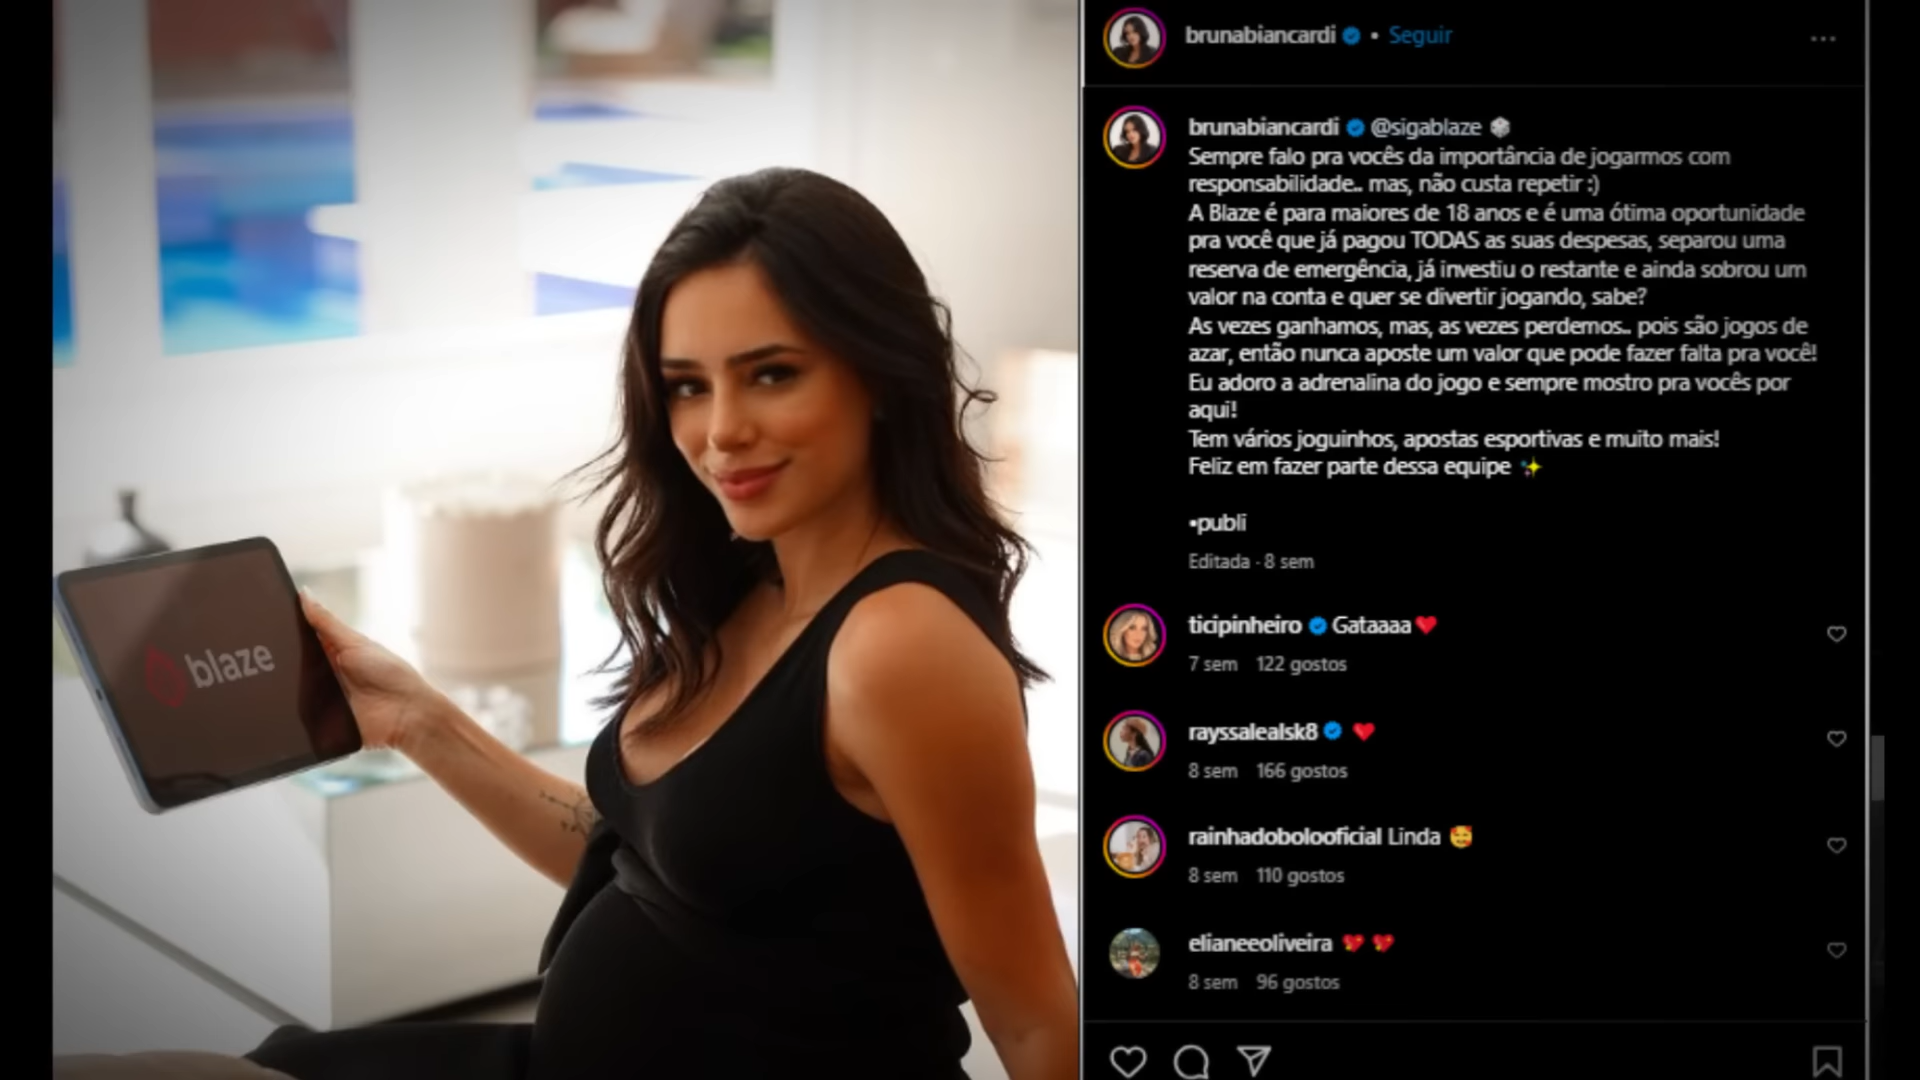 blaze
brunabiancardi • Seguir
brunabiancardi @sigablaze
Sempre falo pra vocês da importância de jogarmos com
responsabilidade.. mas, não custa repetir :)
A Blaze é para maiores de 18 anos e é uma ótima oportunidade
pra você que já pagou TODAS as suas despesas, separou uma
reserva de emergência, já investiu o restante e ainda sobrou um
valor na conta e quer se divertir jogando, sabe?
As vezes ganhamos, mas, as vezes perdemos.. pois são jogos de
azar, então nunca aposte um valor que pode fazer falta pra você!
Eu adoro a adrenalina do jogo e sempre mostro pra vocês por
aqui!
Tem vários joguinhos, apostas esportivas e muito mais!
Feliz em fazer parte dessa equipe ✨
•publi
Editada · 8 sem
ticipinheiro Gataaaa❤️
7 sem 122 gostos
rayssalealsk8 ❤️
8 sem 166 gostos
rainhadobolooficial Linda 🥰
8 sem 110 gostos
elianeeoliveira 💖 💖
8 sem 96 gostos